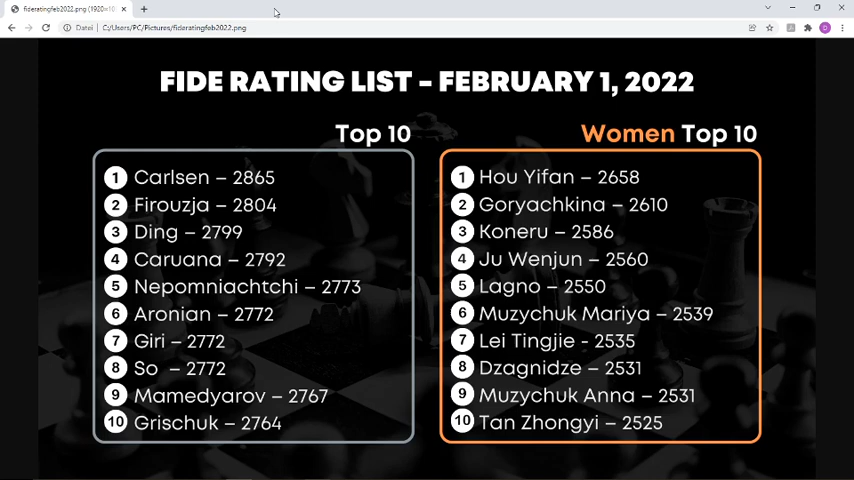 fideratingfeb2022.png (1920×10
Datei
C:/Users/PC/Pictures/fideratingfeb2022.png
FIDE RATING LIST – FEBRUARY 1, 2022
Top 10
1 Carlsen – 2865
2 Firouzja – 2804
3 Ding – 2799
4 Caruana – 2792
5 Nepomniachtchi – 2773
6 Aronian – 2772
7 Giri – 2772
8 So – 2772
9 Mamedyarov – 2767
10 Grischuk – 2764
Women Top 10
1 Hou Yifan – 2658
2 Goryachkina – 2610
3 Koneru – 2586
4 Ju Wenjun – 2560
5 Lagno – 2550
6 Muzychuk Mariya – 2539
7 Lei Tingjie - 2535
8 Dzagnidze – 2531
9 Muzychuk Anna – 2531
10 Tan Zhongyi – 2525